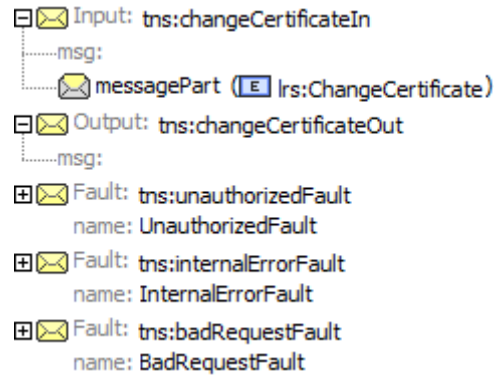 Input: tns:changeCertificateIn
msg:
messagePart (E lrs:ChangeCertificate)
Output: tns:changeCertificateOut
msg:
Fault: tns:unauthorizedFault
name: UnauthorizedFault
Fault: tns:internalErrorFault
name: InternalErrorFault
Fault: tns:badRequestFault
name: BadRequestFault